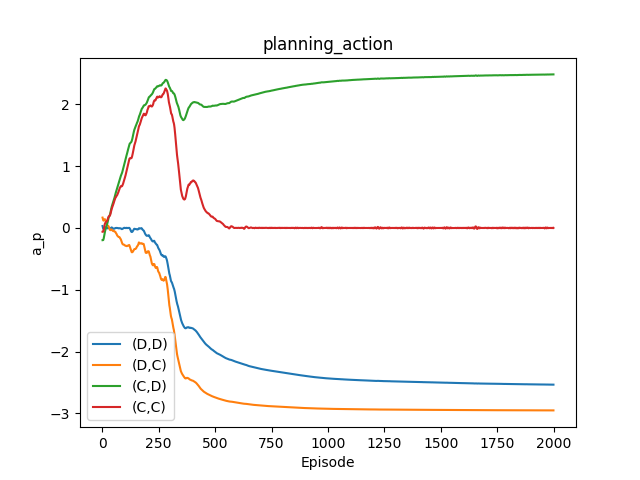 planning_action
2
1
0
−1
−2
−3
a_p
(D,D)
(D,C)
(C,D)
(C,C)
0 250 500 750 1000 1250 1500 1750 2000
Episode